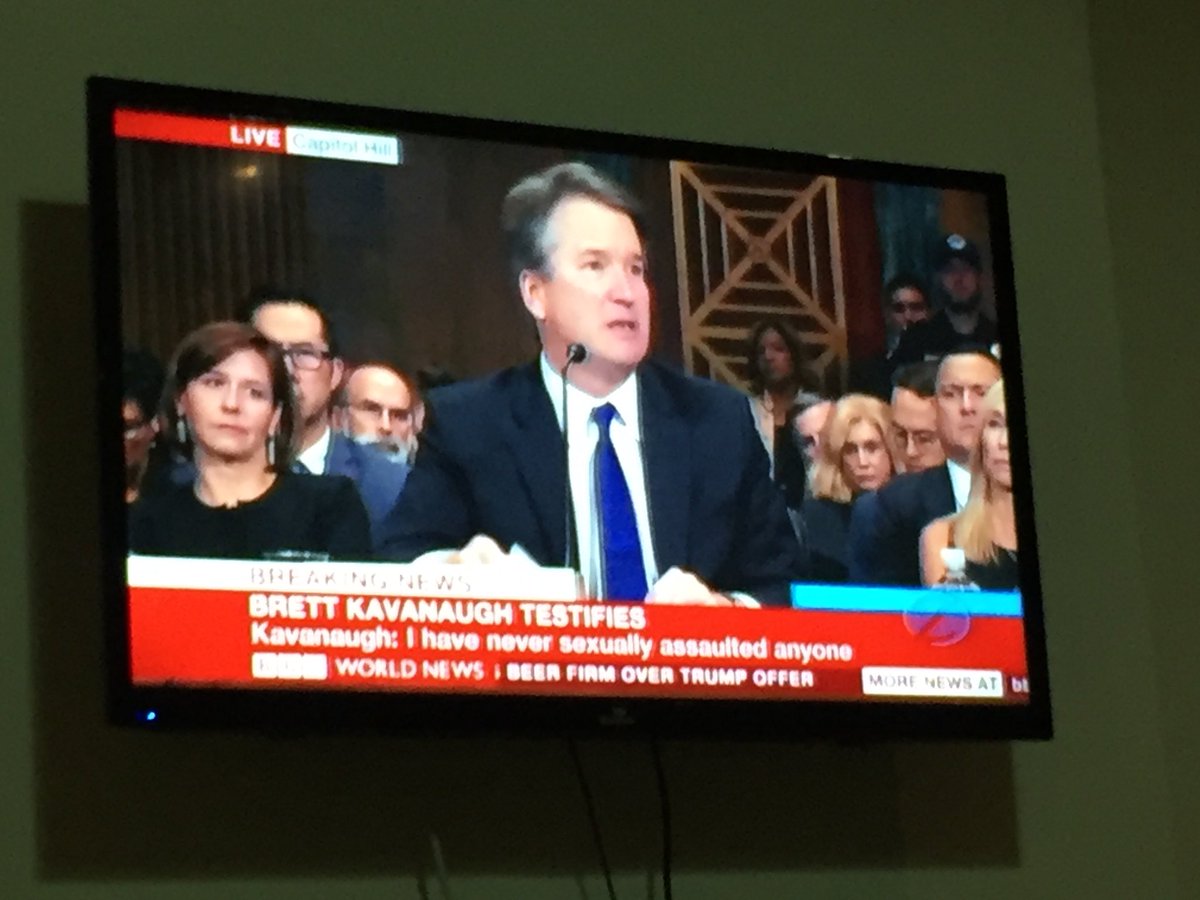 LIVE Capitol Hill
BREAKING NEWS
BRETT KAVANAUGH TESTIFIES
Kavanaugh: I have never sexually assaulted anyone
WORLD NEWS BEER FIRM OVER TRUMP OFFER
MORE NEWS AT